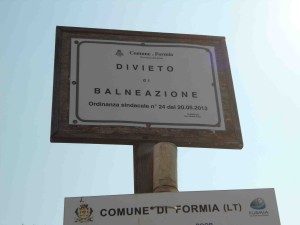 Comune di Formia
DIVIETO
di
BALNEAZIONE
Ordinanza sindacale n° 24 del 20.05.2013
COMUNE DI FORMIA (LT)